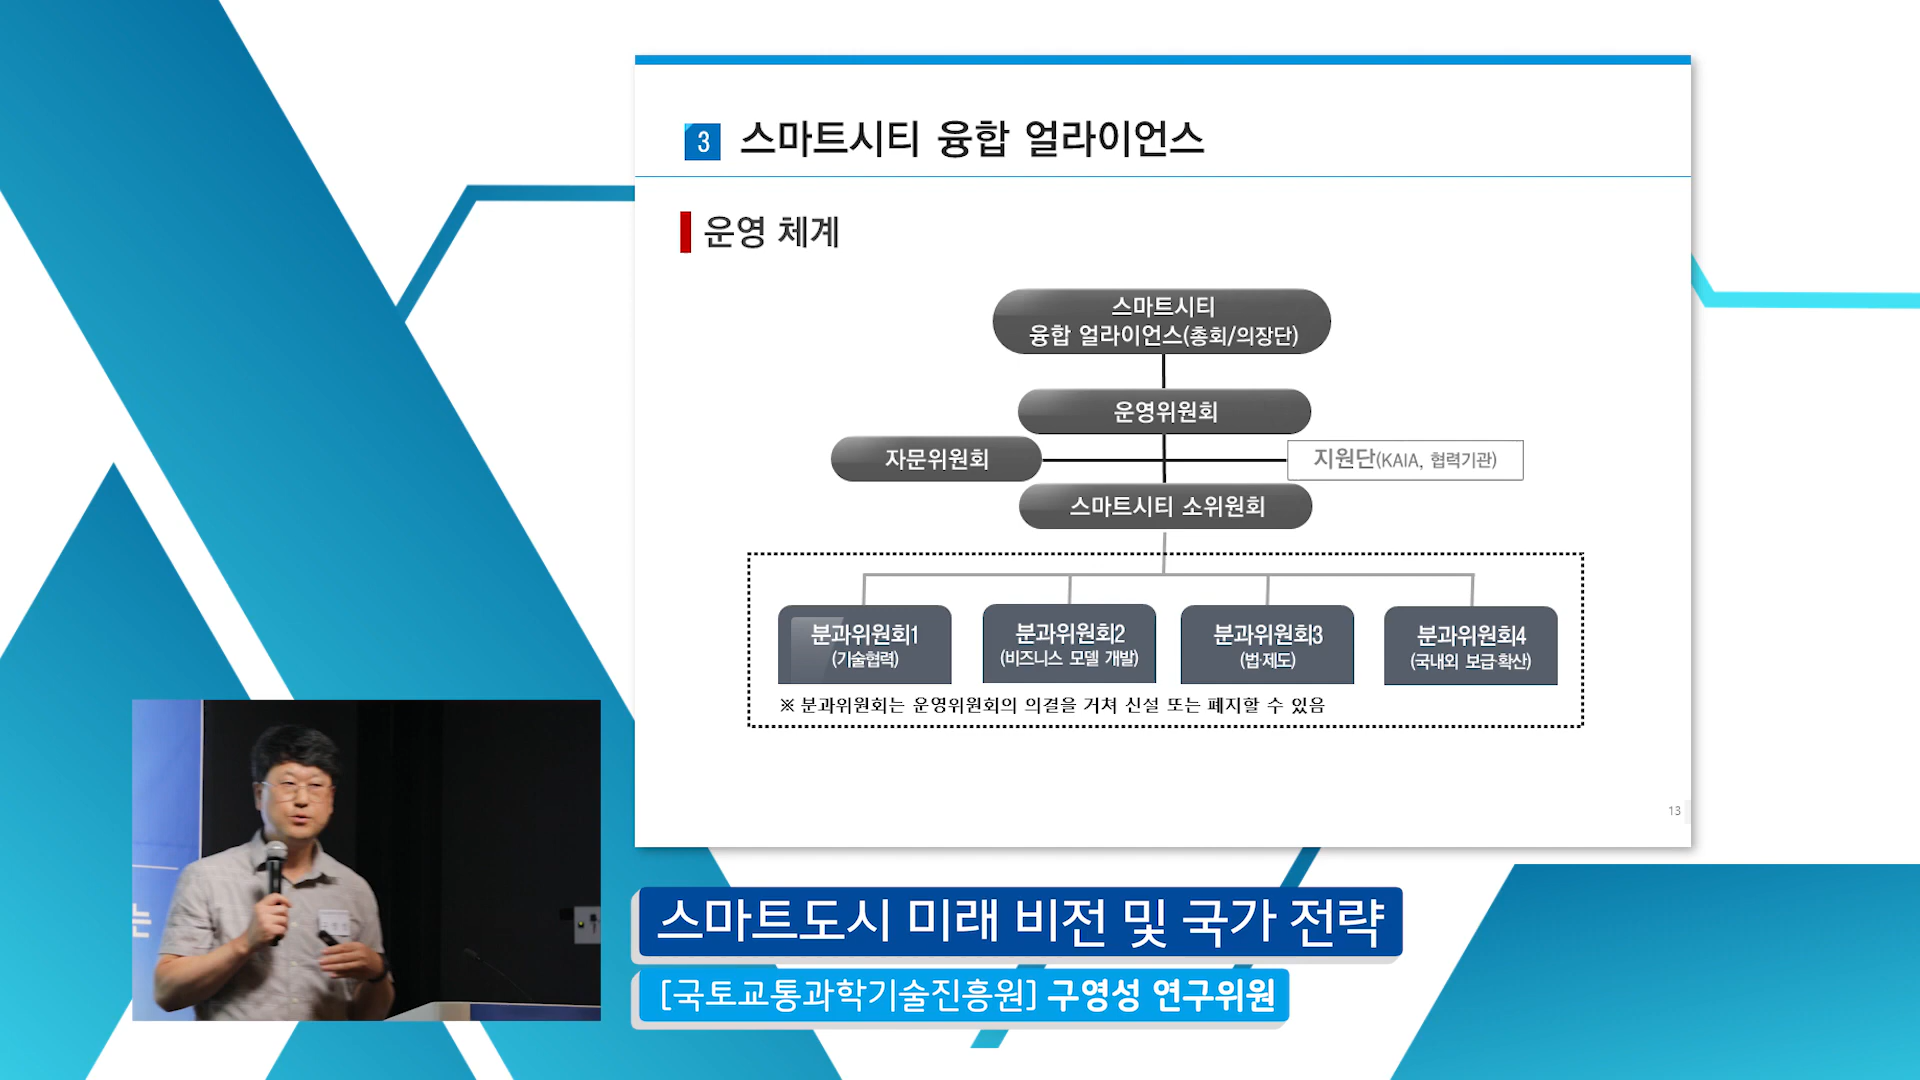 3 스마트시티 융합 얼라이언스
운영 체계
스마트시티
융합 얼라이언스(총회/의장단)
운영위원회
자문위원회
지원단(KAIA, 협력기관)
스마트시티 소위원회
분과위원회1
(기술협력)
분과위원회2
(비즈니스 모델 개발)
분과위원회3
(법·제도)
분과위원회4
(국내외 보급·확산)
※ 분과위원회는 운영위원회의 의결을 거쳐 신설 또는 폐지할 수 있음
13
는
스마트도시 미래 비전 및 국가 전략
[국토교통과학기술진흥원] 구영성 연구위원